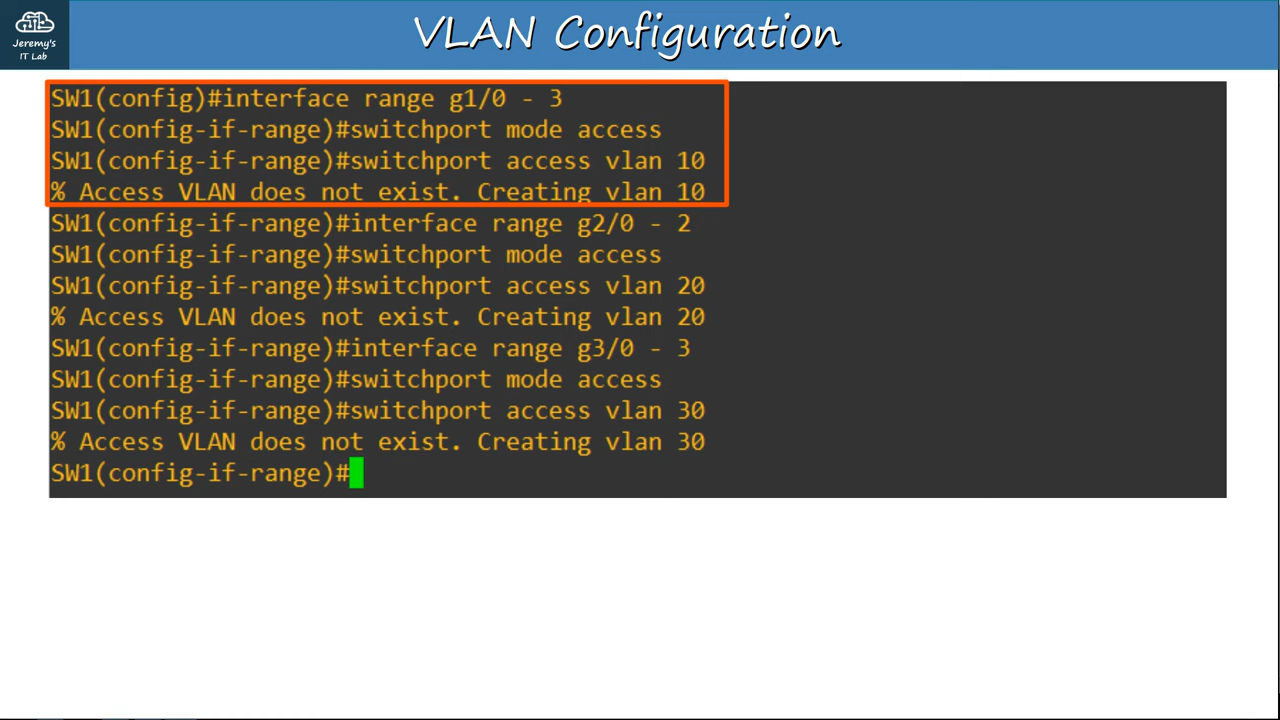 Jeremy's
IT Lab
VLAN Configuration
SW1(config)#interface range g1/0 - 3
SW1(config-if-range)#switchport mode access
SW1(config-if-range)#switchport access vlan 10
% Access VLAN does not exist. Creating vlan 10
SW1(config-if-range)#interface range g2/0 - 2
SW1(config-if-range)#switchport mode access
SW1(config-if-range)#switchport access vlan 20
% Access VLAN does not exist. Creating vlan 20
SW1(config-if-range)#interface range g3/0 - 3
SW1(config-if-range)#switchport mode access
SW1(config-if-range)#switchport access vlan 30
% Access VLAN does not exist. Creating vlan 30
SW1(config-if-range)#